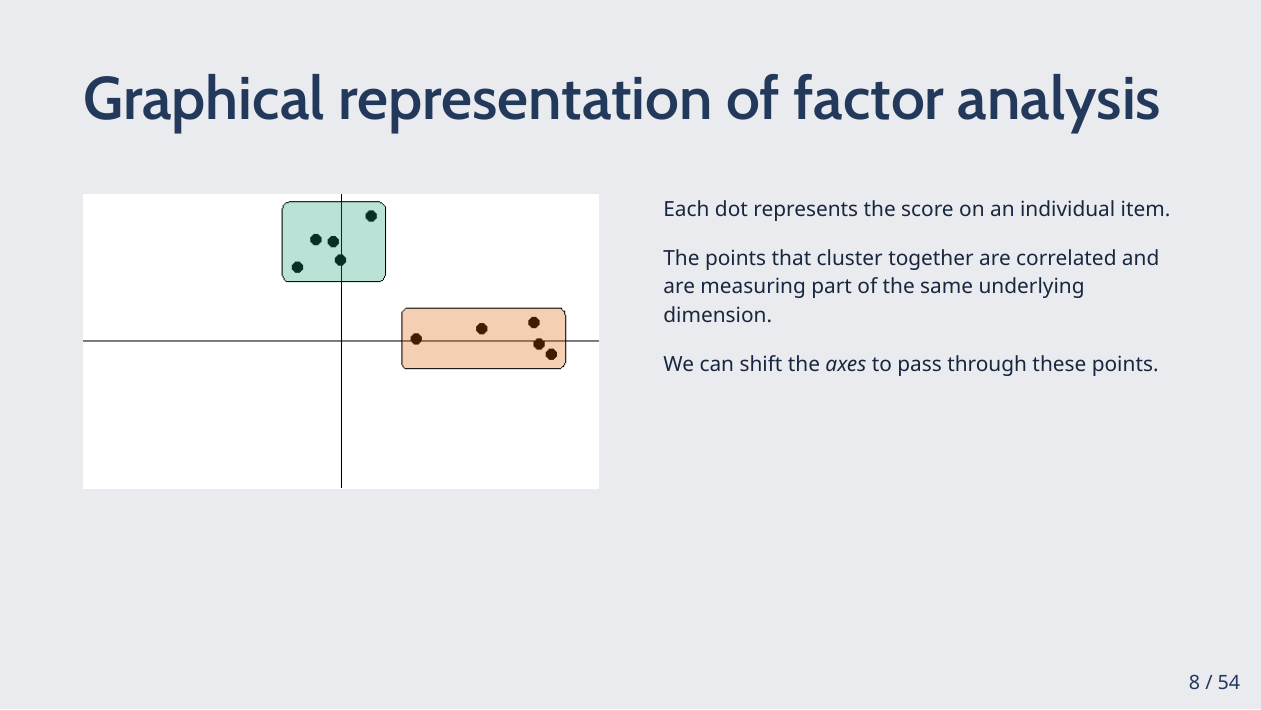 Graphical representation of factor analysis
Each dot represents the score on an individual item.
The points that cluster together are correlated and
are measuring part of the same underlying
dimension.
We can shift the axes to pass through these points.
8 / 54